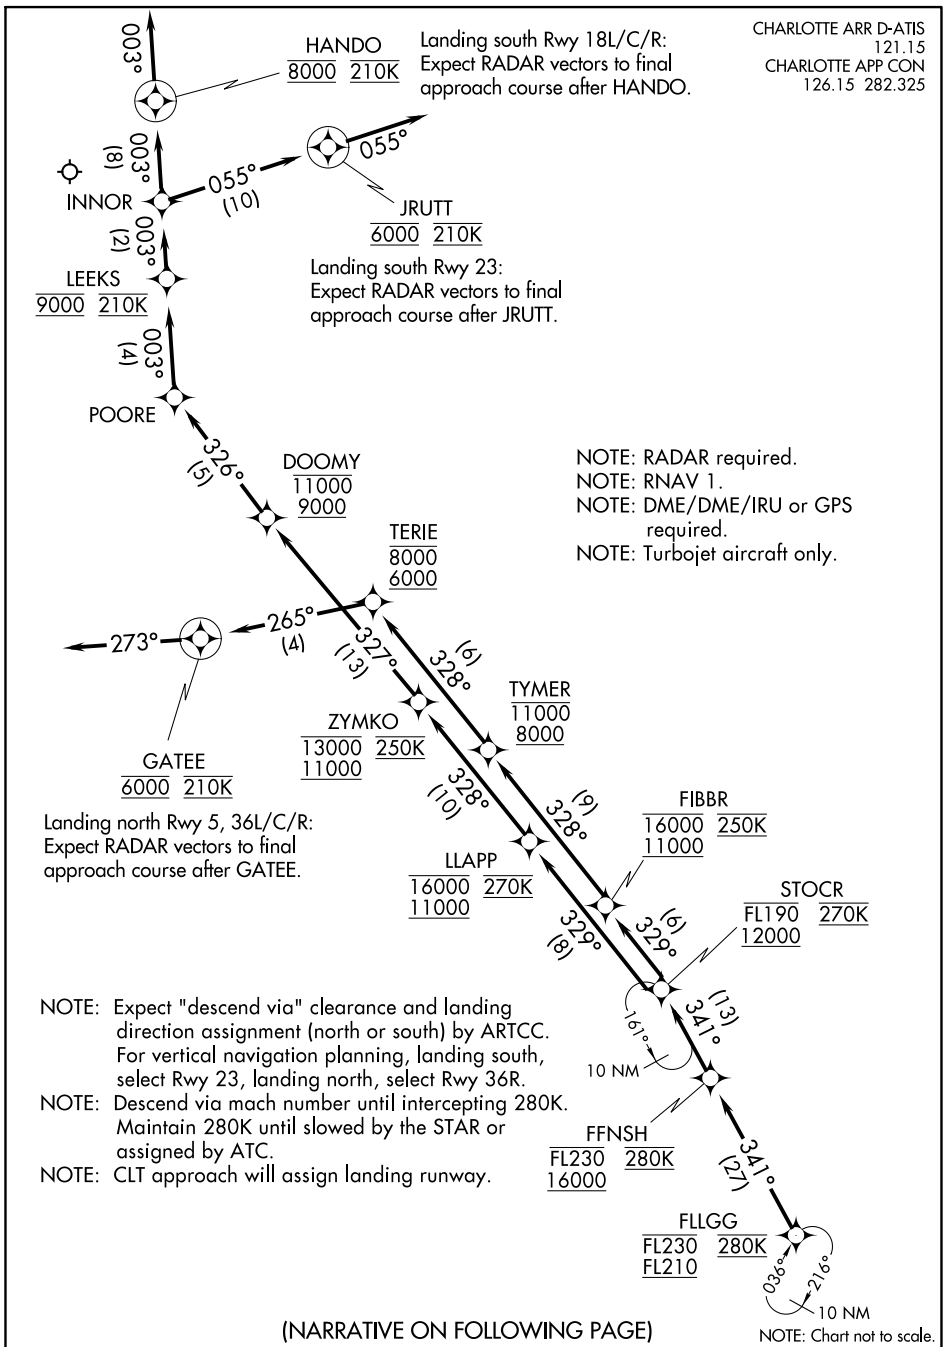 CHARLOTTE ARR D-ATIS
121.15
CHARLOTTE APP CON
126.15 282.325
003°
HANDO
8000 210K
Landing south Rwy 18L/C/R:
Expect RADAR vectors to final
approach course after HANDO.
003°
(8)
055°
(10)
055°
INNOR
JRUTT
6000 210K
003°
(2)
LEEKS
9000 210K
Landing south Rwy 23:
Expect RADAR vectors to final
approach course after JRUTT.
003°
(4)
POORE
326°
(5)
DOOMY
11000
9000
NOTE: RADAR required.
NOTE: RNAV 1.
NOTE: DME/DME/IRU or GPS
required.
NOTE: Turbojet aircraft only.
TERIE
8000
6000
273°
265°
(4)
327°
(13)
328°
(6)
TYMER
11000
8000
ZYMKO
13000 250K
11000
GATEE
6000 210K
Landing north Rwy 5, 36L/C/R:
Expect RADAR vectors to final
approach course after GATEE.
328°
(10)
328°
(9)
FIBBR
16000 250K
11000
LLAPP
16000 270K
11000
STOCR
FL190 270K
12000
329°
(8)
329°
(6)
161°
10 NM
341°
(13)
NOTE: Expect "descend via" clearance and landing
direction assignment (north or south) by ARTCC.
For vertical navigation planning, landing south,
select Rwy 23, landing north, select Rwy 36R.
NOTE: Descend via mach number until intercepting 280K.
Maintain 280K until slowed by the STAR or
assigned by ATC.
NOTE: CLT approach will assign landing runway.
FFNSH
FL230 280K
16000
341°
(27)
FLLGG
FL230 280K
FL210
036°
216°
10 NM
(NARRATIVE ON FOLLOWING PAGE)
NOTE: Chart not to scale.